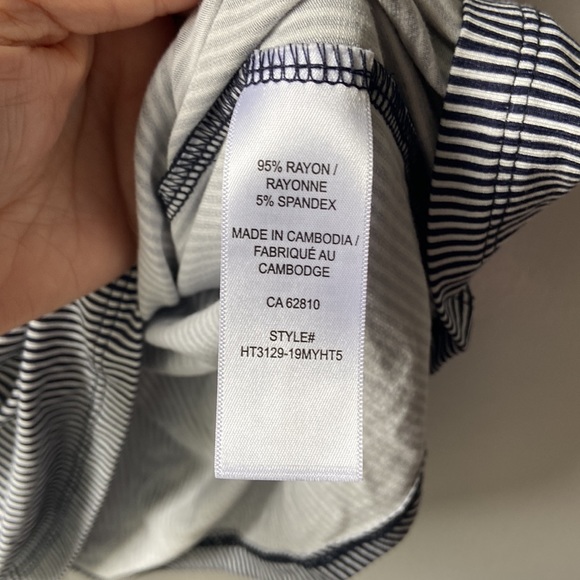 95% RAYON /
RAYONNE
5% SPANDEX
MADE IN CAMBODIA /
FABRIQUÉ AU
CAMBODGE
CA 62810
STYLE#
HT3129-19MYHT5